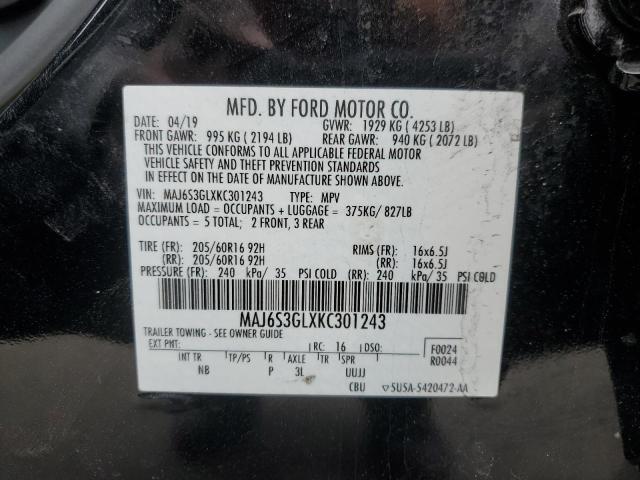 MFD. BY FORD MOTOR CO.
DATE: 04/19 GVWR: 1929 KG ( 4253 LB)
FRONT GAWR: 995 KG ( 2194 LB) REAR GAWR: 940 KG ( 2072 LB)
THIS VEHICLE CONFORMS TO ALL APPLICABLE FEDERAL MOTOR
VEHICLE SAFETY AND THEFT PREVENTION STANDARDS
IN EFFECT ON THE DATE OF MANUFACTURE SHOWN ABOVE.
VIN: MAJ6S3GLXKC301243 TYPE: MPV
MAXIMUM LOAD = OCCUPANTS + LUGGAGE = 375KG/ 827LB
OCCUPANTS = 5 TOTAL; 2 FRONT, 3 REAR
TIRE (FR): 205/60R16 92H RIMS (FR): 16x6.5J
(RR): 205/60R16 92H (RR): 16x6.5J
PRESSURE (FR): 240 kPa/ 35 PSI COLD (RR): 240 kPa/ 35 PSI COLD
MAJ6S3GLXKC301243
TRAILER TOWING - SEE OWNER GUIDE
EXT PNT: RC: 16 DSO: F0024
INT TR TP/PS R AXLE TR SPR R0044
NB P 3L UUJJ
CBU ▽5U5A-5420472-AA